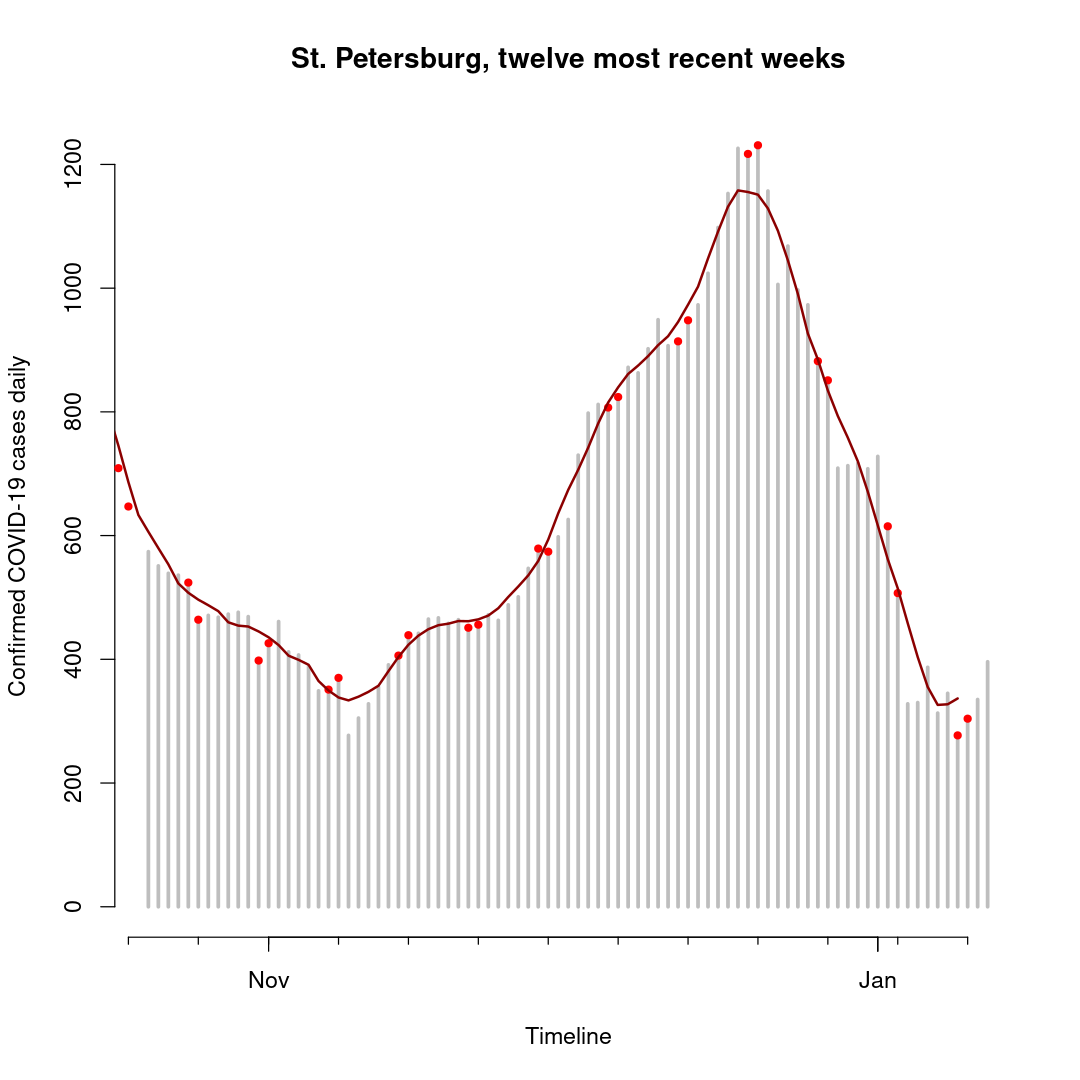 St. Petersburg, twelve most recent weeks
Confirmed COVID-19 cases daily
1200
1000
800
600
400
200
0
Nov Jan
Timeline